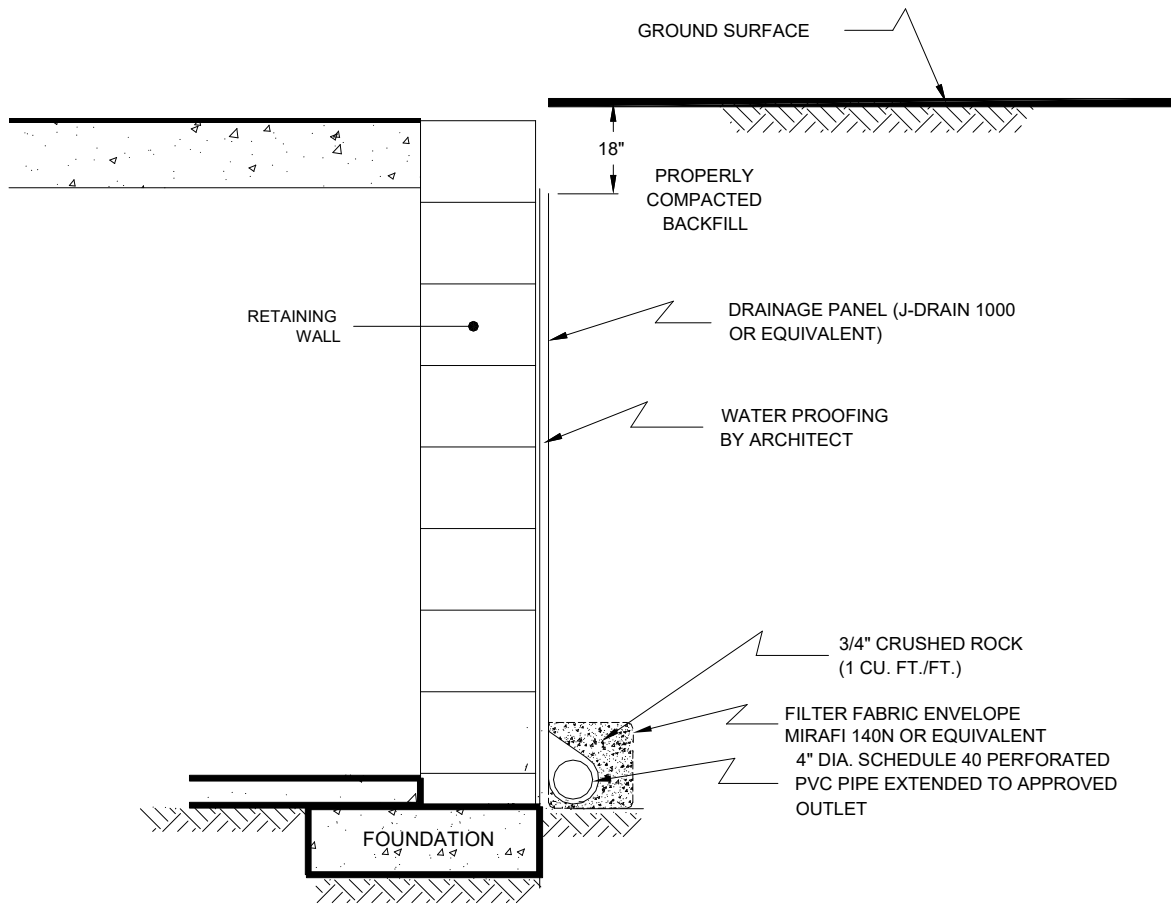 GROUND SURFACE
18"
PROPERLY
COMPACTED
BACKFILL
RETAINING
WALL
DRAINAGE PANEL (J-DRAIN 1000
OR EQUIVALENT)
WATER PROOFING
BY ARCHITECT
3/4" CRUSHED ROCK
(1 CU. FT./FT.)
FILTER FABRIC ENVELOPE
MIRAFI 140N OR EQUIVALENT
4" DIA. SCHEDULE 40 PERFORATED
PVC PIPE EXTENDED TO APPROVED
OUTLET
FOUNDATION